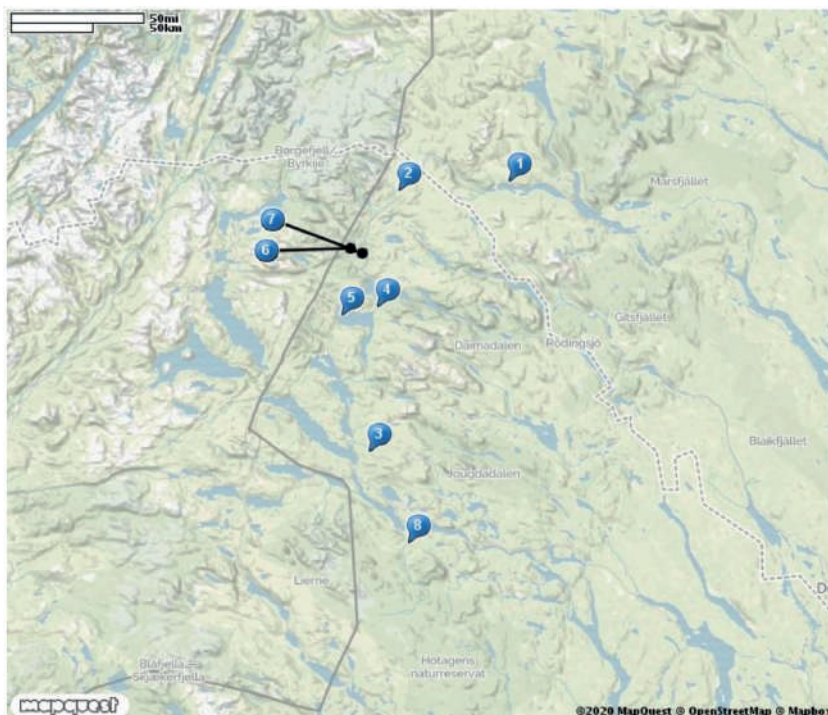 50mi
50km
Børgefjell/
Byrkije
2
1
Marsfjället
7
6
5
4
Gitsfjället
Daimadalen
Rödingsjö
3
Blaikfjället
Jougdadalen
8
Lierne
D
Hotagens
naturreservat
Blåfjella —
Skjækerfjella
mapquest
©2020 MapQuest © OpenStreetMap © Mapbox